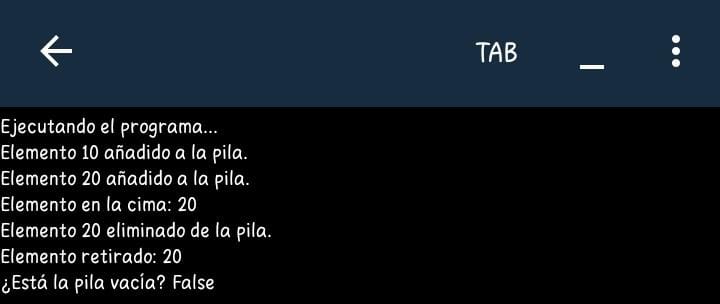 TAB
Ejecutando el programa...
Elemento 10 añadido a la pila.
Elemento 20 añadido a la pila.
Elemento en la cima: 20
Elemento 20 eliminado de la pila.
Elemento retirado: 20
¿Está la pila vacía? False